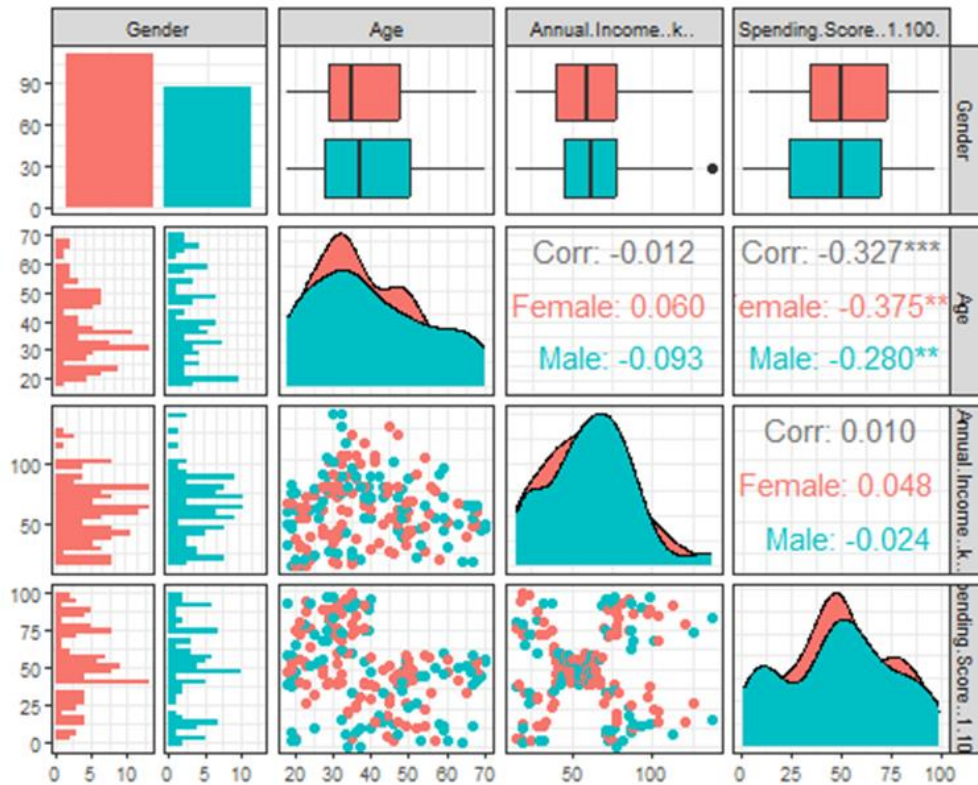 Gender Age Annual.Income..k.. Spending.Score..1.100.
90
60
30
0
Gender
70
60
50
40
30
20
Corr: -0.012
Female: 0.060
Male: -0.093
Corr: -0.327***
emale: -0.375**
Male: -0.280**
Age
100
50
Corr: 0.010
Female: 0.048
Male: -0.024
Annual.Income..k..
100
75
50
25
0
pending.Score..1.10
0 5 10 0 5 10 20 30 40 50 60 70 50 100 0 25 50 75 100